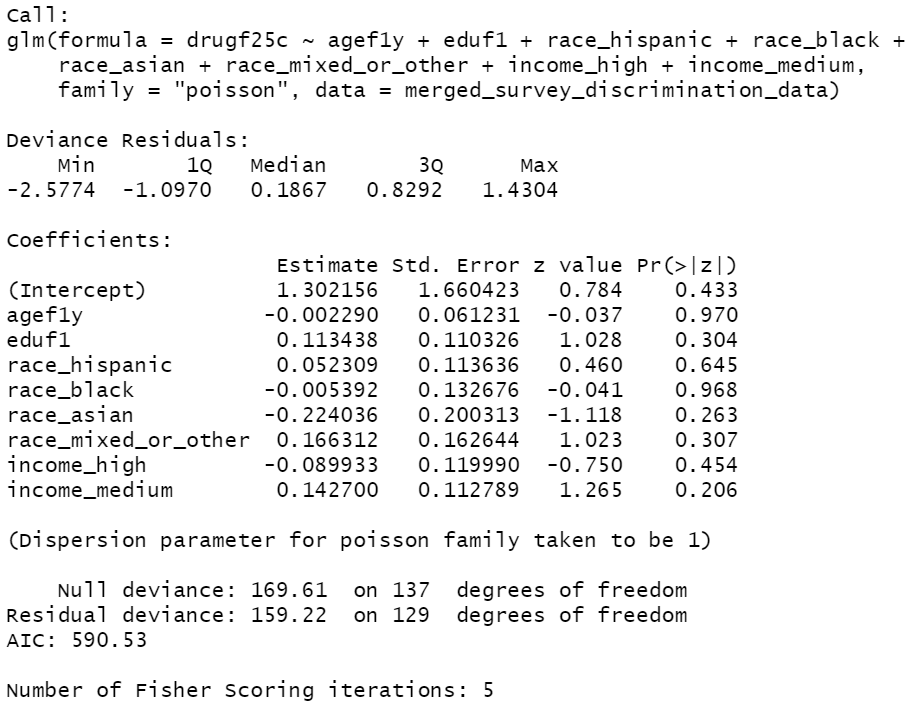 Call:
glm(formula = drugf25c ~ agef1y + eduf1 + race_hispanic + race_black +
    race_asian + race_mixed_or_other + income_high + income_medium,
    family = "poisson", data = merged_survey_discrimination_data)
Deviance Residuals:
    Min       1Q   Median       3Q      Max
-2.5774  -1.0970   0.1867   0.8292   1.4304
Coefficients:
                     Estimate Std. Error z value Pr(>|z|)
(Intercept)          1.302156   1.660423   0.784    0.433
agef1y              -0.002290   0.061231  -0.037    0.970
eduf1                0.113438   0.110326   1.028    0.304
race_hispanic        0.052309   0.113636   0.460    0.645
race_black          -0.005392   0.132676  -0.041    0.968
race_asian          -0.224036   0.200313  -1.118    0.263
race_mixed_or_other  0.166312   0.162644   1.023    0.307
income_high         -0.089933   0.119990  -0.750    0.454
income_medium        0.142700   0.112789   1.265    0.206
(Dispersion parameter for poisson family taken to be 1)
    Null deviance: 169.61  on 137  degrees of freedom
Residual deviance: 159.22  on 129  degrees of freedom
AIC: 590.53
Number of Fisher Scoring iterations: 5